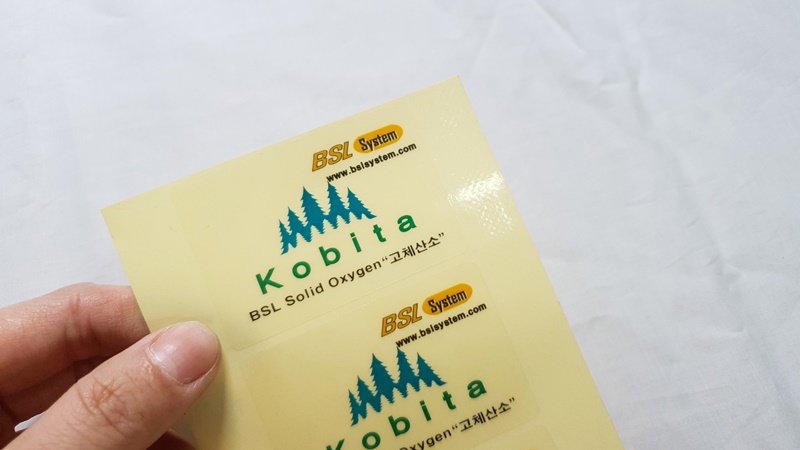 BSL System
www.bslsystem.com
Kobita
BSL Solid Oxygen "고체산소"
BSL System
www.bslsystem.com
Kobita
Oxygen "고체산소"